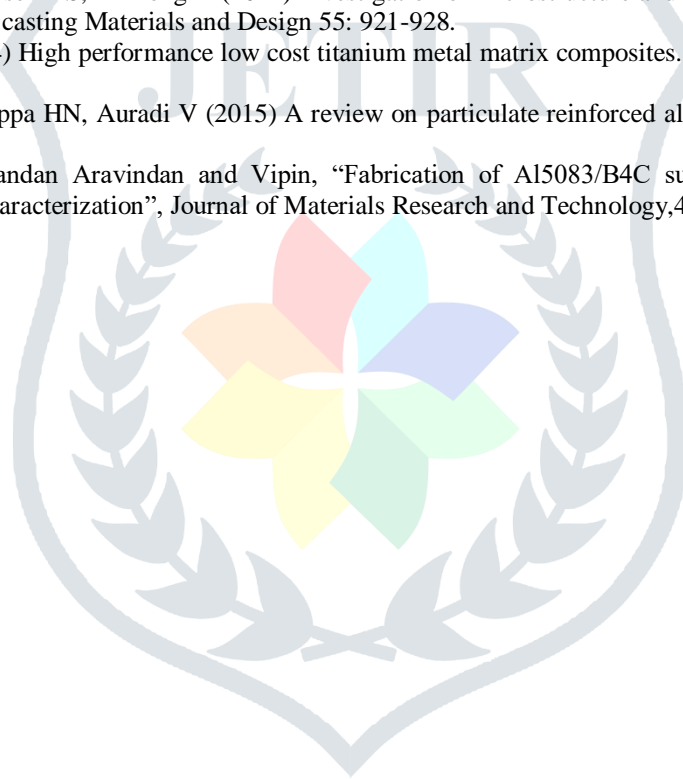 casting Materials and Design 55: 921-928.
) High performance low cost titanium metal matrix composites.
ppa HN, Auradi V (2015) A review on particulate reinforced al
andan Aravindan and Vipin, “Fabrication of Al5083/B4C su
aracterization”, Journal of Materials Research and Technology,4
JETIR